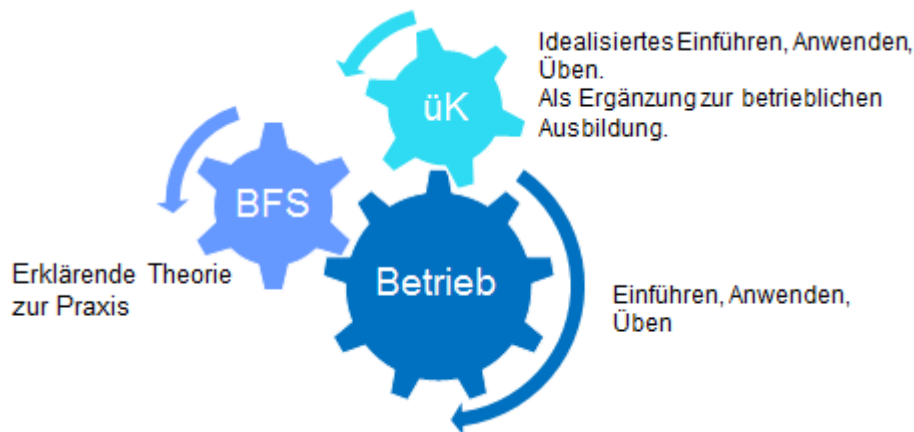 Idealisiertes Einführen, Anwenden,
Üben.
Als Ergänzung zur betrieblichen
Ausbildung.
üK
BFS
Betrieb
Erklärende Theorie
zur Praxis
Einführen, Anwenden,
Üben